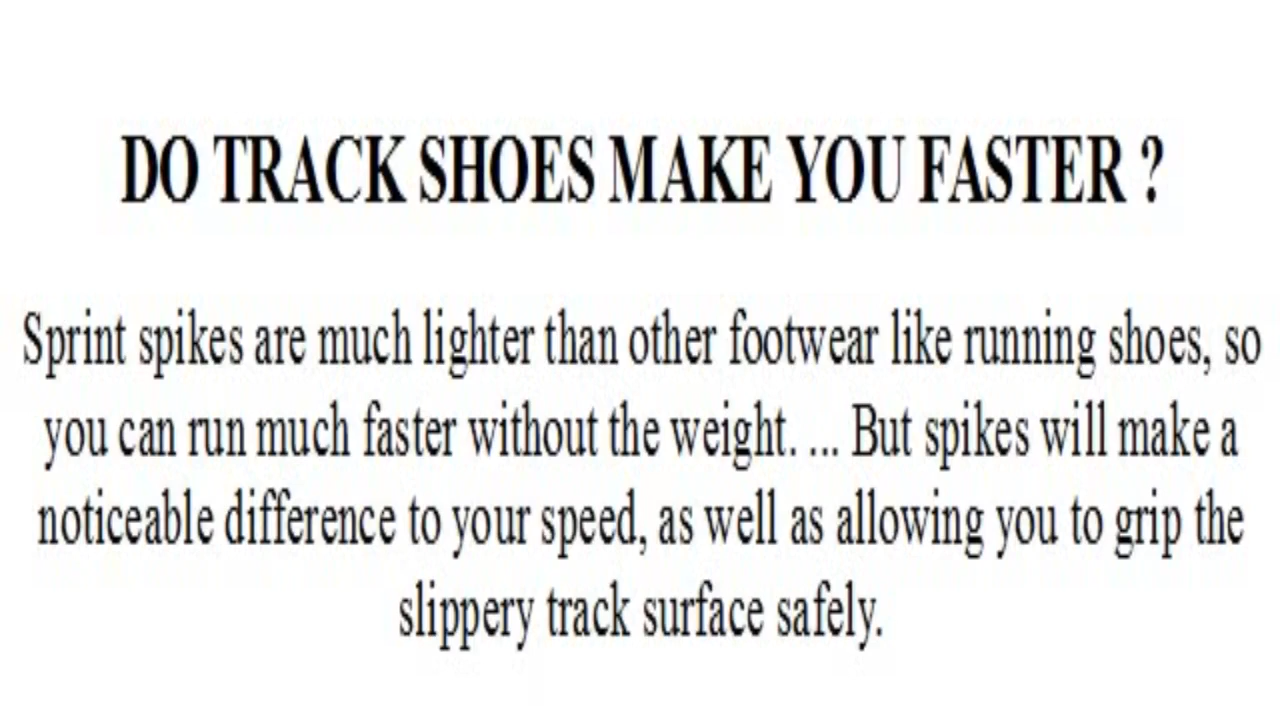 DO TRACK SHOES MAKE YOU FASTER ?
Sprint spikes are much lighter than other footwear like running shoes, so
you can run much faster without the weight. ... But spikes will make a
noticeable difference to your speed, as well as allowing you to grip the
slippery track surface safely.